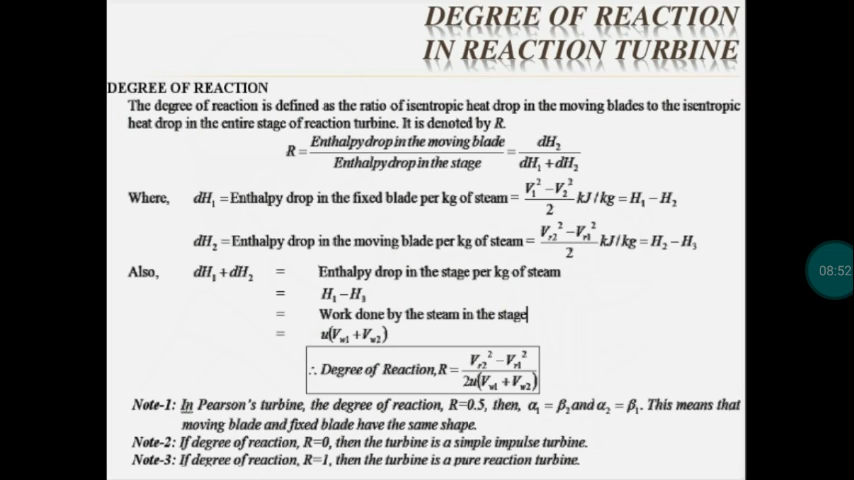 DEGREE OF REACTION
IN REACTION TURBINE
DEGREE OF REACTION
The degree of reaction is defined as the ratio of isentropic heat drop in the moving blades to the isentropic
heat drop in the entire stage of reaction turbine. It is denoted by R.
R = Enthalpy drop in the moving blade / Enthalpy drop in the stage = dH₂ / (dH₁ + dH₂)
Where, dH₁ = Enthalpy drop in the fixed blade per kg of steam = (V₁² − V₂²) / 2 kJ / kg = H₁ − H₂
dH₂ = Enthalpy drop in the moving blade per kg of steam = (Vr2² − Vr1²) / 2 kJ / kg = H₂ − H₃
Also, dH₁ + dH₂ = Enthalpy drop in the stage per kg of steam
= H₁ − H₃
= Work done by the steam in the stage
= u(Vw1 + Vw2)
∴ Degree of Reaction, R = (Vr2² − Vr1²) / 2u(Vw1 + Vw2)
Note-1: In Pearson's turbine, the degree of reaction, R=0.5, then, α₁ = β₂ and α₂ = β₁. This means that
moving blade and fixed blade have the same shape.
Note-2: If degree of reaction, R=0, then the turbine is a simple impulse turbine.
Note-3: If degree of reaction, R=1, then the turbine is a pure reaction turbine.
08:52